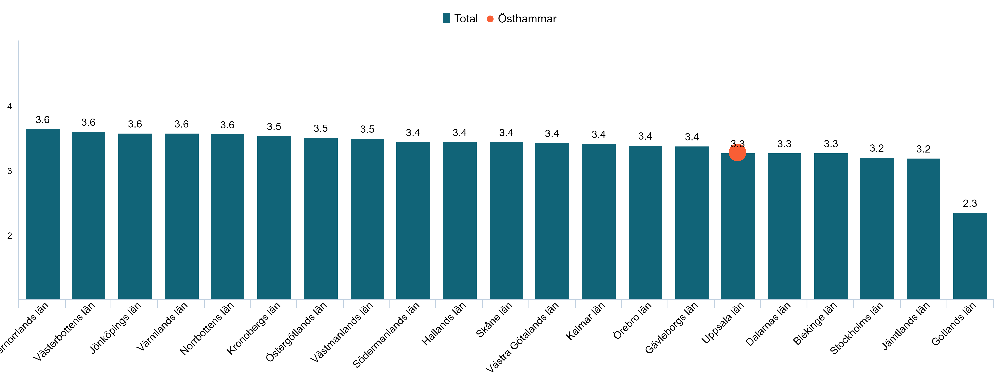 Total Östhammar
4
3
2
3.6 3.6 3.6 3.6 3.6 3.5 3.5 3.5 3.4 3.4 3.4 3.4 3.4 3.4 3.4 3.3 3.3 3.3 3.2 3.2 2.3
ernorrlands län
Västerbottens län
Jönköpings län
Värmlands län
Norrbottens län
Kronobergs län
Östergötlands län
Västmanlands län
Södermanlands län
Hallands län
Skåne län
Västra Götalands län
Kalmar län
Örebro län
Gävleborgs län
Uppsala län
Dalarnas län
Blekinge län
Stockholms län
Jämtlands län
Gotlands län